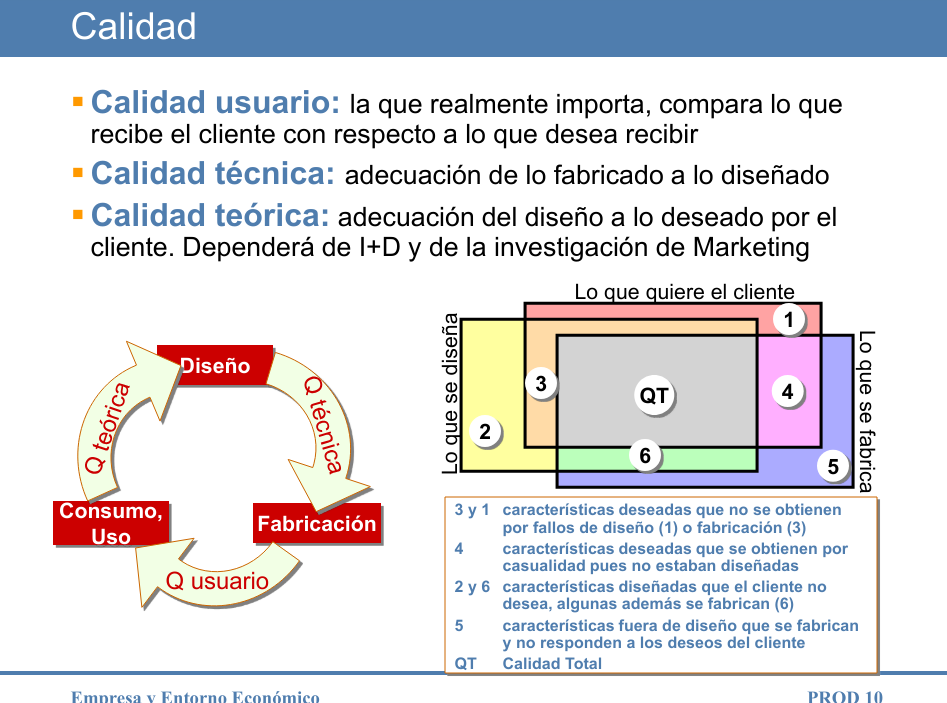 Calidad
Calidad usuario: la que realmente importa, compara lo que
recibe el cliente con respecto a lo que desea recibir
Calidad técnica: adecuación de lo fabricado a lo diseñado
Calidad teórica: adecuación del diseño a lo deseado por el
cliente. Dependerá de I+D y de la investigación de Marketing
Diseño
Q técnica
Fabricación
Q usuario
Consumo,
Uso
Q teórica
Lo que quiere el cliente
Lo que se diseña
Lo que se fabrica
1
2
3
QT
4
6
5
3 y 1 características deseadas que no se obtienen
por fallos de diseño (1) o fabricación (3)
4 características deseadas que se obtienen por
casualidad pues no estaban diseñadas
2 y 6 características diseñadas que el cliente no
desea, algunas además se fabrican (6)
5 características fuera de diseño que se fabrican
y no responden a los deseos del cliente
QT Calidad Total
Empresa y Entorno Económico
PROD 10